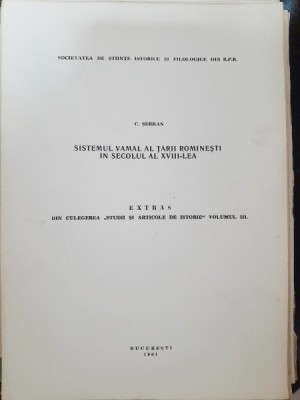 SOCIETATEA DE ȘTIINȚE ISTORICE ȘI FILOLOGICE DIN R.P.R.
C. ȘERBAN
SISTEMUL VAMAL AL ȚĂRII ROMÎNEȘTI
ÎN SECOLUL AL XVIII-LEA
EXTRAS
DIN CULEGEREA „STUDII ȘI ARTICOLE DE ISTORIE" VOLUMUL III.
BUCUREȘTI
1961